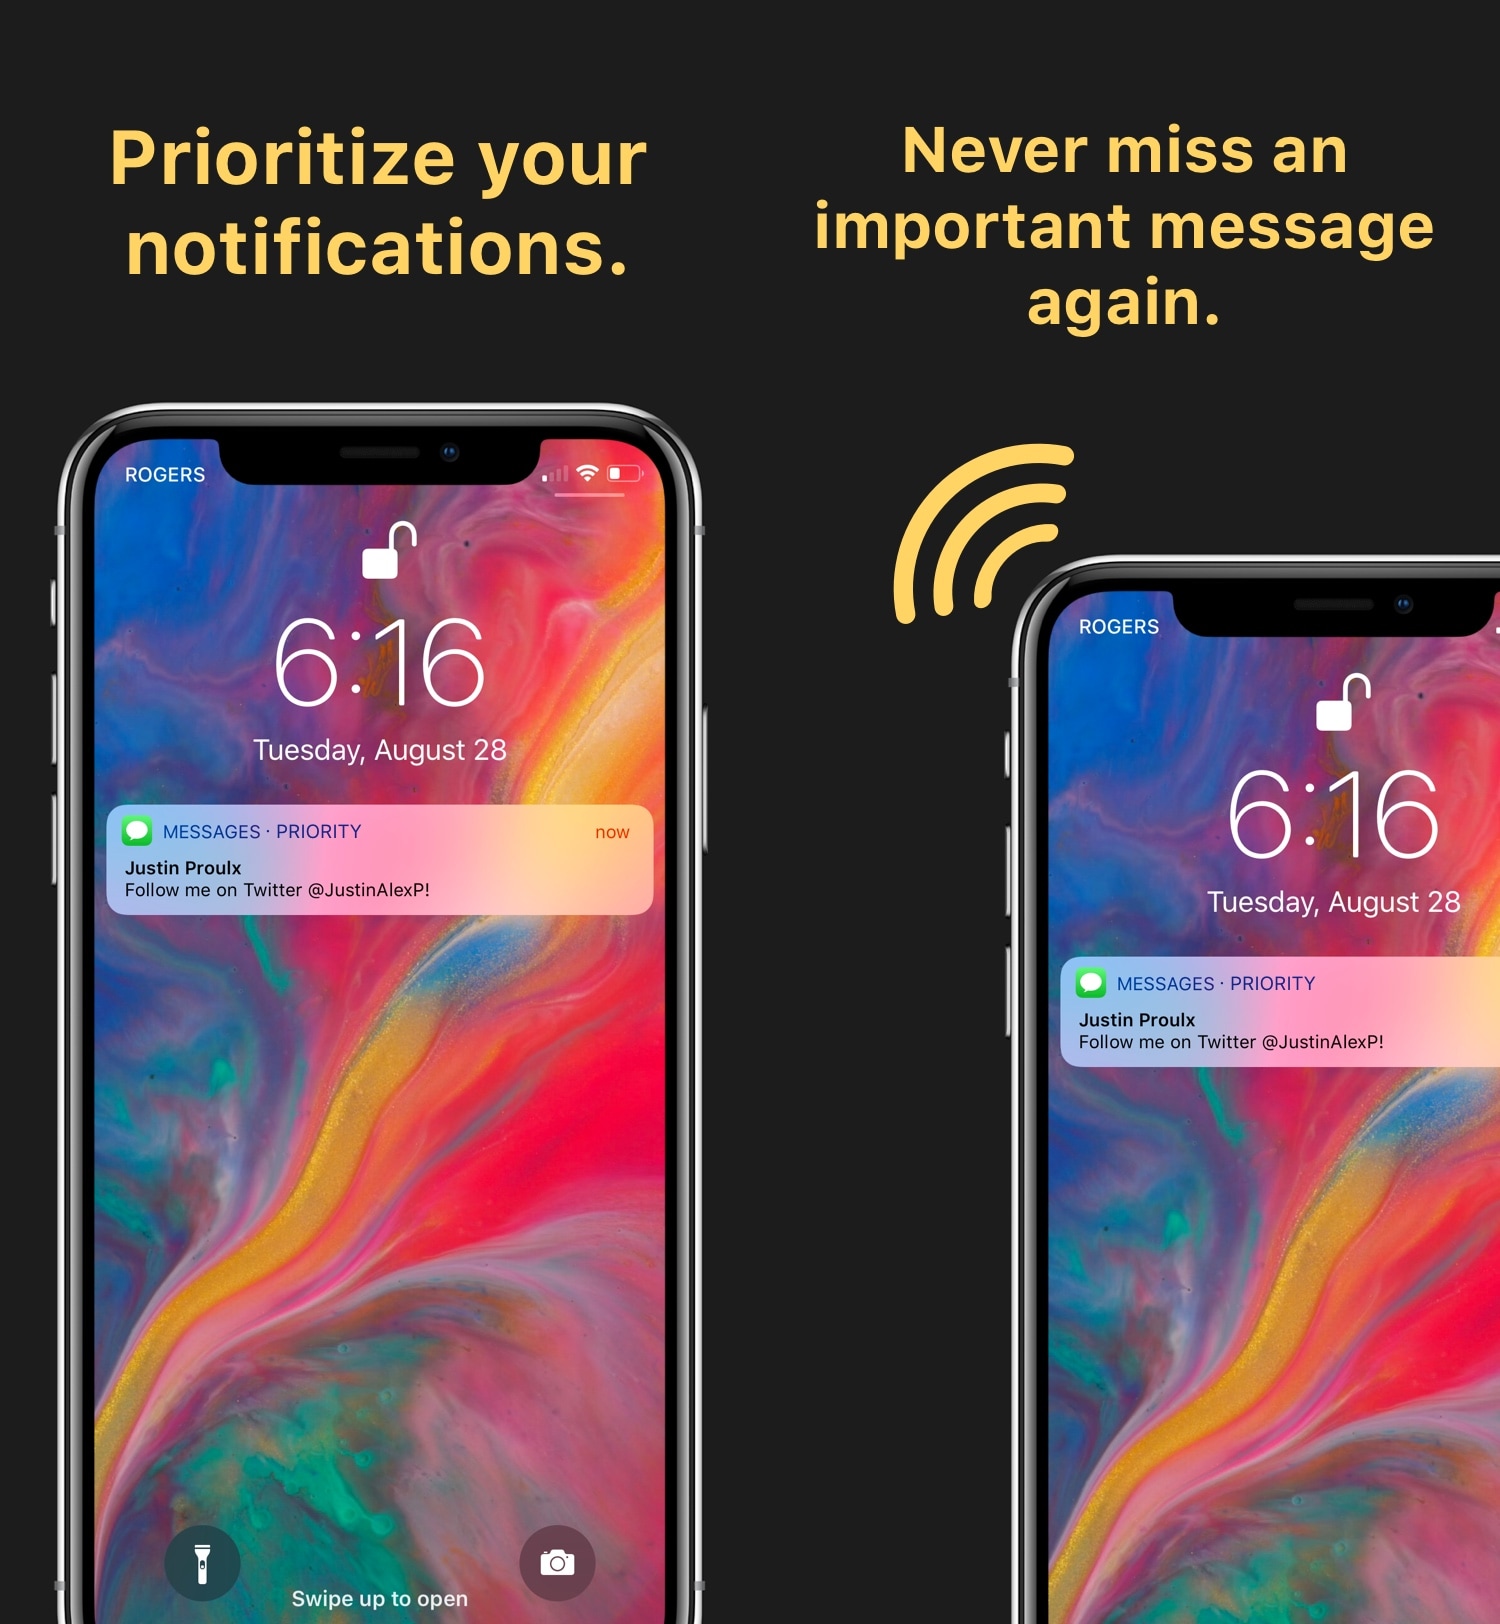 Prioritize your
notifications.
ROGERS
6:16
Tuesday, August 28
MESSAGES · PRIORITY
now
Justin Proulx
Follow me on Twitter @JustinAlexP!
Swipe up to open
Never miss an
important message
again.
ROGERS
6:16
Tuesday, August 28
MESSAGES · PRIORITY
Justin Proulx
Follow me on Twitter @JustinAlexP!